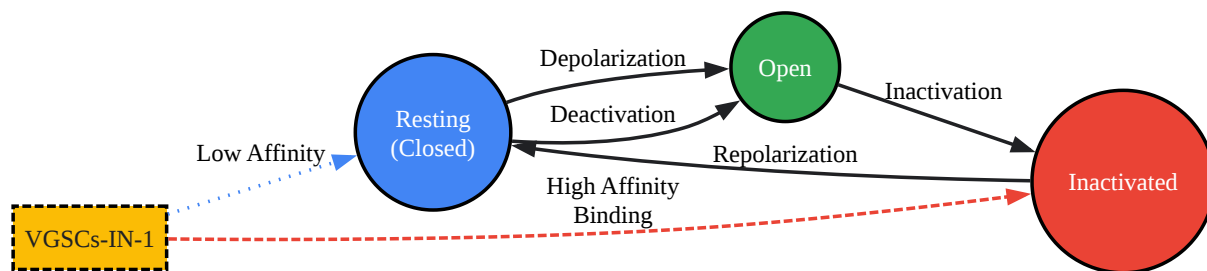 Depolarization
Open
Inactivation
Resting
(Closed)
Deactivation
Low Affinity
Repolarization
Inactivated
High Affinity
Binding
VGSCs-IN-1